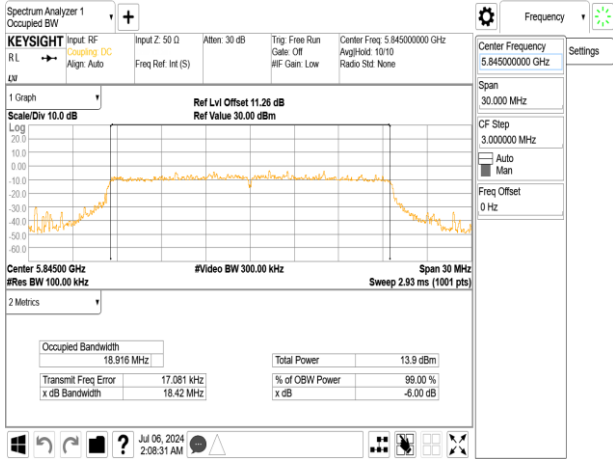 Spectrum Analyzer 1
Occupied BW
Frequency
KEYSIGHT
Input: RF
Input Z: 50 Ω
Atten: 30 dB
Trig: Free Run
Center Freq: 5.845000000 GHz
R L
Coupling: DC
Gate: Off
Avg|Hold: 10/10
Align: Auto
Freq Ref: Int (S)
#IF Gain: Low
Radio Std: None
LXI
Center Frequency
5.845000000 GHz
Settings
Span
30.000 MHz
CF Step
3.000000 MHz
Auto
Man
Freq Offset
0 Hz
1 Graph
Ref Lvl Offset 11.26 dB
Scale/Div 10.0 dB
Ref Value 30.00 dBm
Log
20.0
10.0
0.00
-10.0
-20.0
-30.0
-40.0
-50.0
-60.0
Center 5.84500 GHz
#Video BW 300.00 kHz
Span 30 MHz
#Res BW 100.00 kHz
Sweep 2.93 ms (1001 pts)
2 Metrics
Occupied Bandwidth
18.916 MHz
Total Power
13.9 dBm
Transmit Freq Error
17.081 kHz
% of OBW Power
99.00 %
x dB Bandwidth
18.42 MHz
x dB
-6.00 dB
Jul 06, 2024
2:08:31 AM